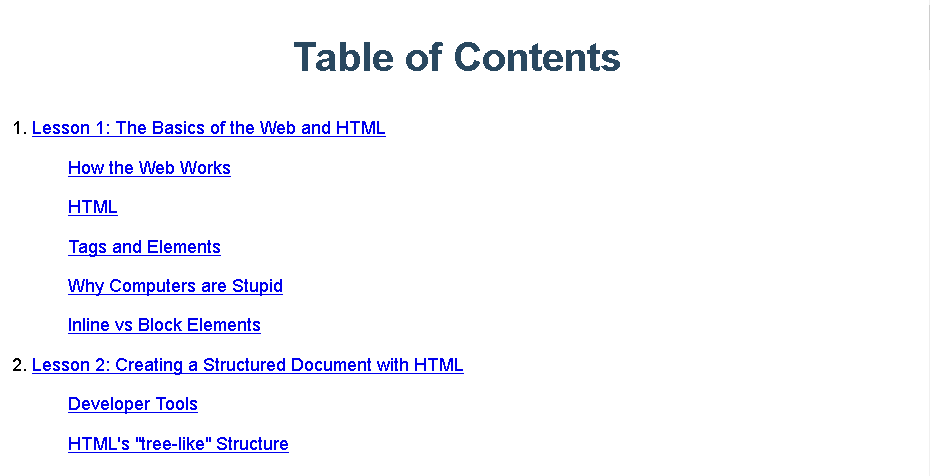 Table of Contents
1. Lesson 1: The Basics of the Web and HTML
How the Web Works
HTML
Tags and Elements
Why Computers are Stupid
Inline vs Block Elements
2. Lesson 2: Creating a Structured Document with HTML
Developer Tools
HTML's "tree-like" Structure